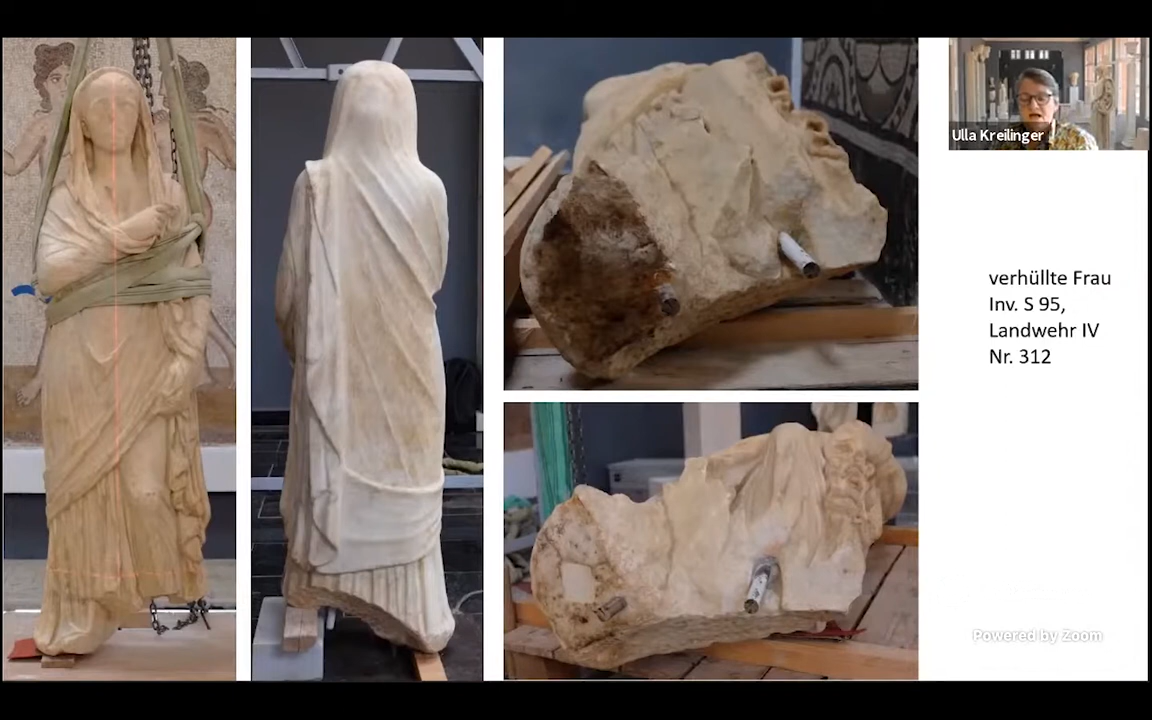 Ulla Kreilinger
verhüllte Frau
Inv. S 95,
Landwehr IV
Nr. 312
Powered by Zoom